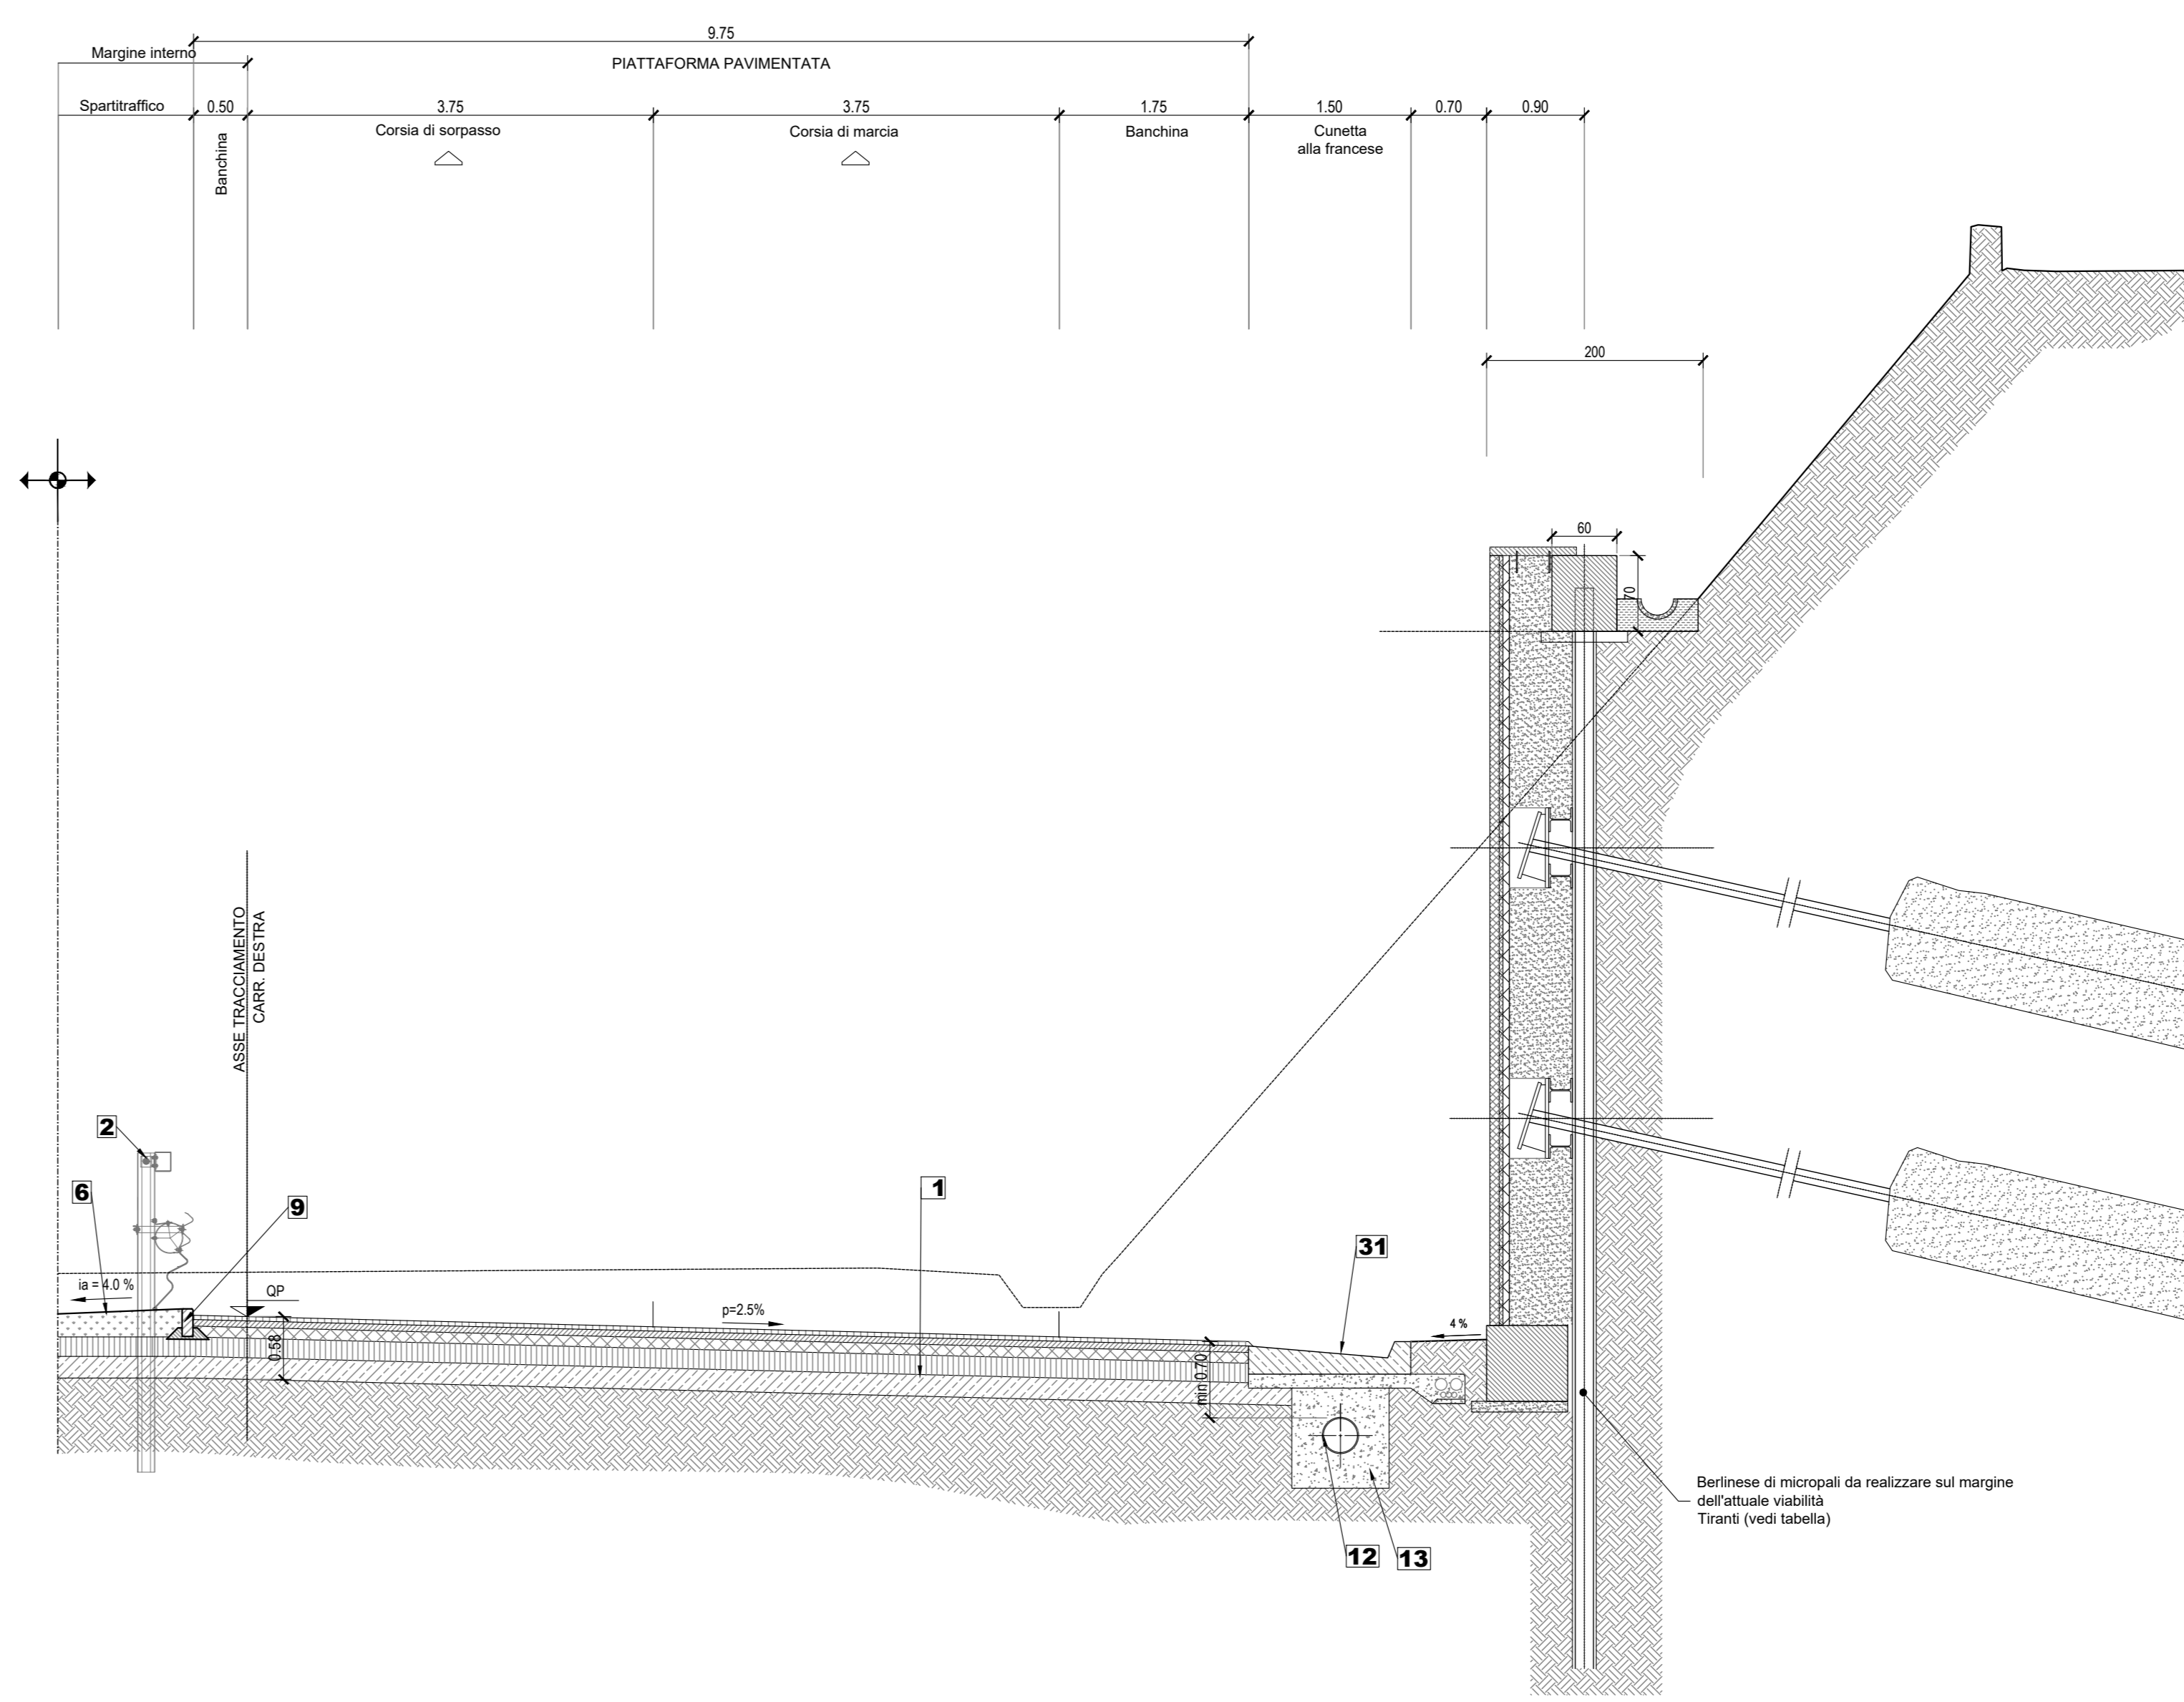 9.75
Margine interno
PIATTAFORMA PAVIMENTATA
Spartitraffico
0.50
3.75
3.75
1.75
1.50
0.70
0.90
Banchina
Corsia di sorpasso
Corsia di marcia
Banchina
Cunetta
alla francese
200
60
70
ASSE TRACCIAMENTO
CARR. DESTRA
2
6
9
1
31
ia = 4.0 %
QP
p=2.5%
4 %
0.58
min 0.70
Berlinese di micropali da realizzare sul margine
dell'attuale viabilità
Tiranti (vedi tabella)
12
13